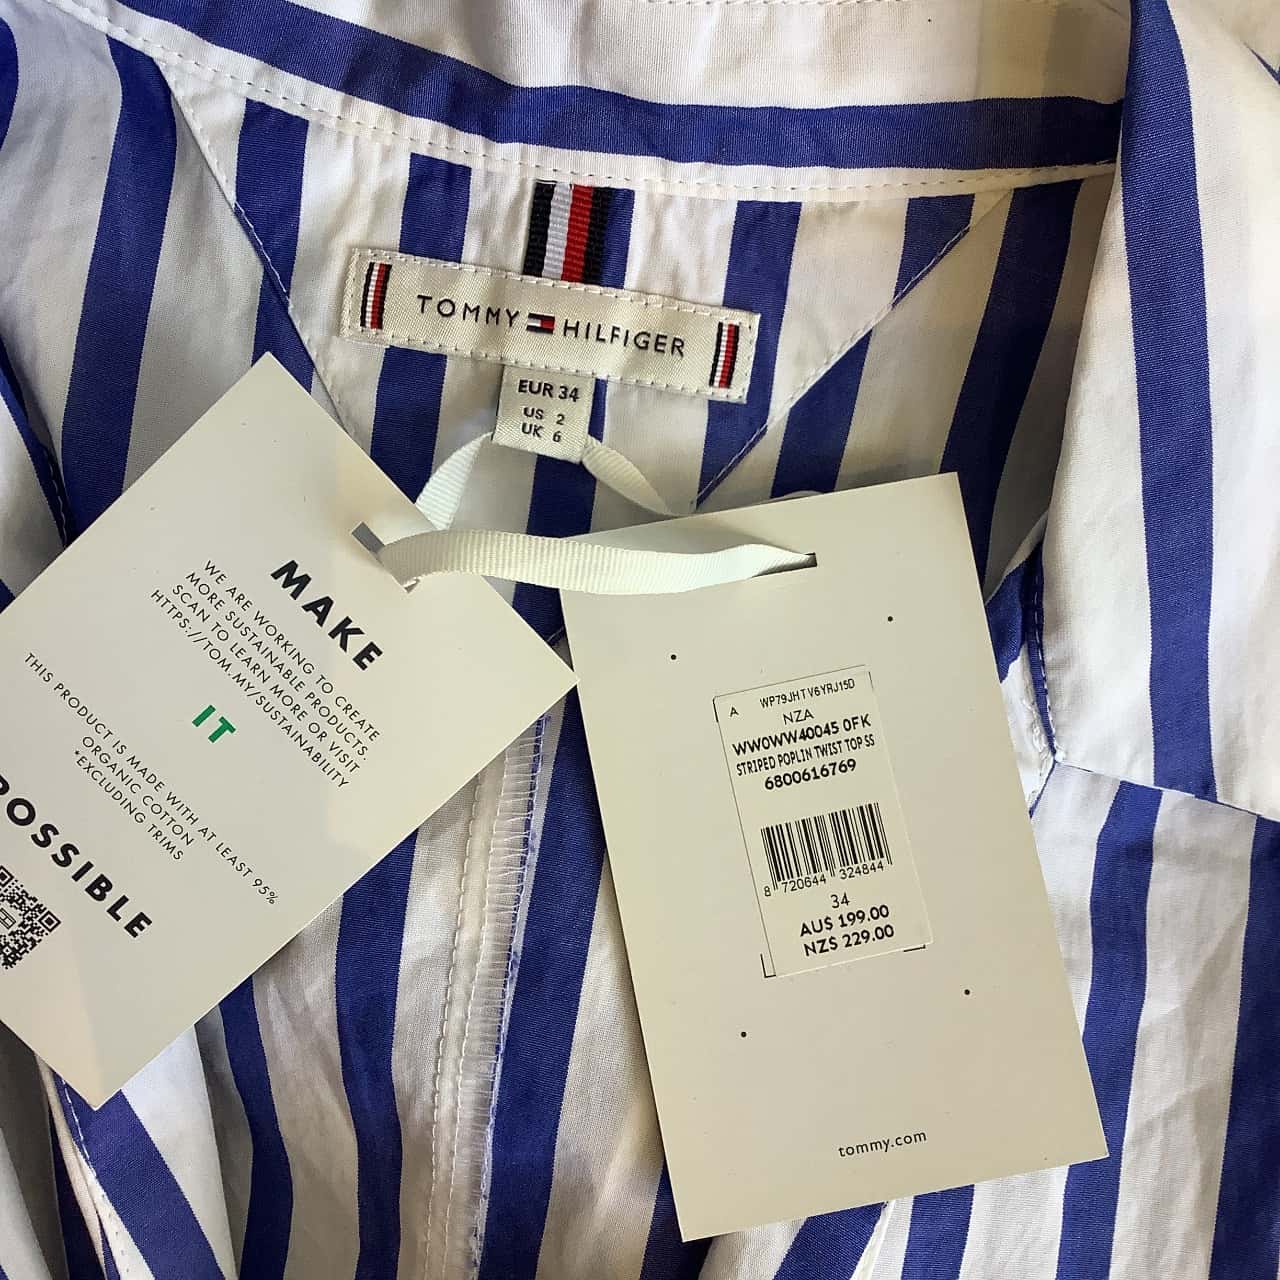 TOMMY HILFIGER
EUR 34
US 2
UK 6
MAKE
WE ARE WORKING TO CREATE
MORE SUSTAINABLE PRODUCTS.
SCAN TO LEARN MORE OR VISIT
HTTPS://TOM.MY/SUSTAINABILITY
IT
THIS PRODUCT IS MADE WITH AT LEAST 95%
ORGANIC COTTON
*EXCLUDING TRIMS
POSSIBLE
A WP79JHTV6YRJ15D
NZA
WW0WW40045 0FK
STRIPED POPLIN TWIST TOP SS
6800616769
8 720644 324844
34
AU$ 199.00
NZ$ 229.00
tommy.com